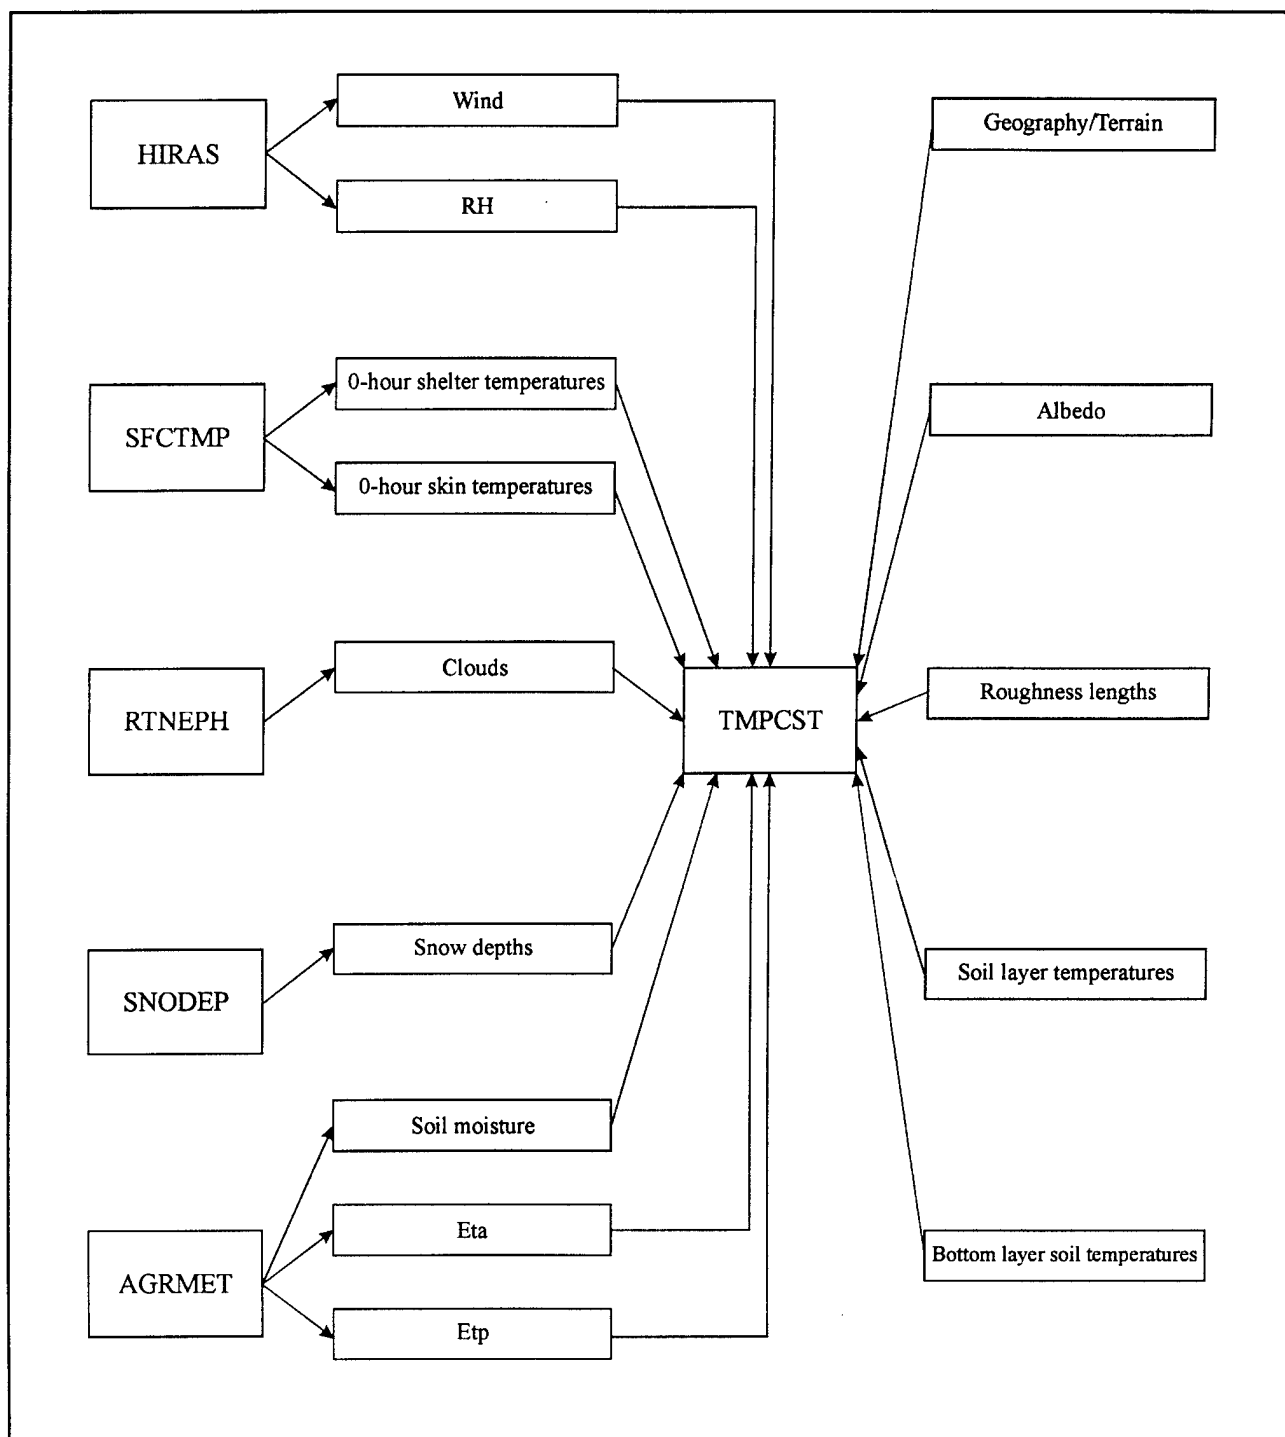 Wind
Geography/Terrain
HIRAS
RH
0-hour shelter temperatures
Albedo
SFCTMP
0-hour skin temperatures
Clouds
Roughness lengths
RTNEPH
TMPCST
Snow depths
Soil layer temperatures
SNODEP
Soil moisture
Eta
Bottom layer soil temperatures
AGRMET
Etp